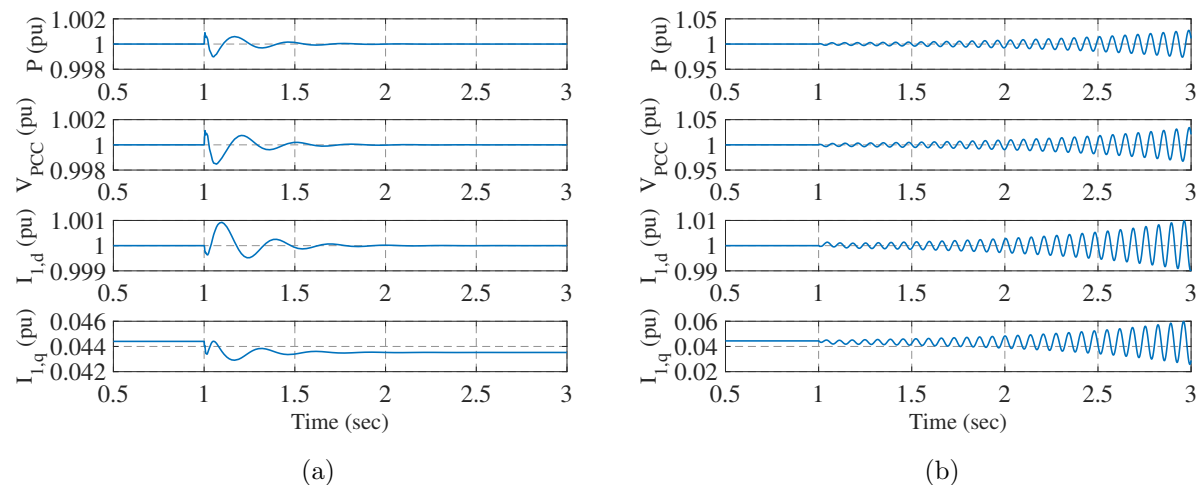 1.002
1
0.998
P (pu)
0.5 1 1.5 2 2.5 3
1.002
1
0.998
V_PCC (pu)
0.5 1 1.5 2 2.5 3
1.001
1
0.999
I_1,d (pu)
0.5 1 1.5 2 2.5 3
0.046
0.044
0.042
I_1,q (pu)
0.5 1 1.5 2 2.5 3
Time (sec)
(a)
1.05
1
0.95
P (pu)
0.5 1 1.5 2 2.5 3
1.05
1
0.95
V_PCC (pu)
0.5 1 1.5 2 2.5 3
1.01
1
0.99
I_1,d (pu)
0.5 1 1.5 2 2.5 3
0.06
0.04
0.02
I_1,q (pu)
0.5 1 1.5 2 2.5 3
Time (sec)
(b)